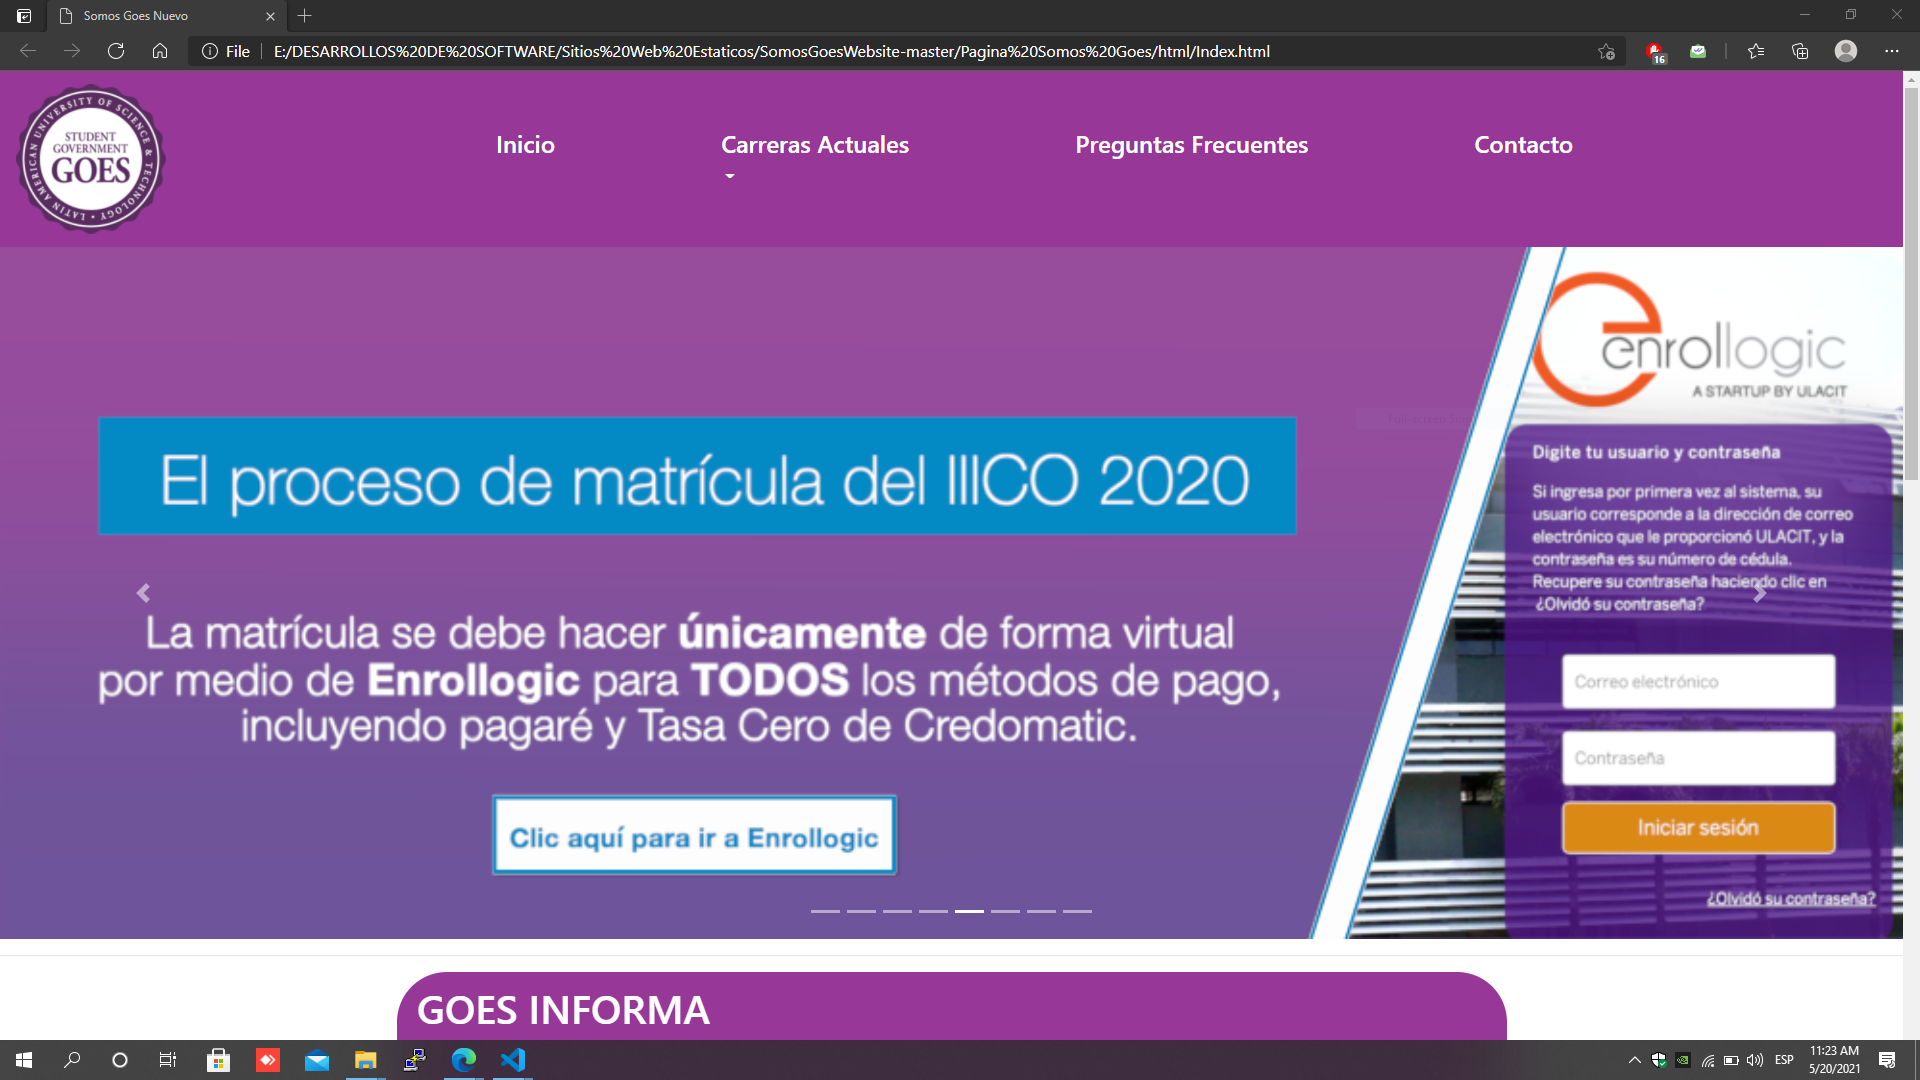 Somos Goes Nuevo
File
E:/DESARROLLOS%20DE%20SOFTWARE/Sitios%20Web%20Estaticos/SomosGoesWebsite-master/Pagina%20Somos%20Goes/html/Index.html
16
LATIN AMERICAN UNIVERSITY OF SCIENCE & TECHNOLOGY
STUDENT
GOVERNMENT
GOES
Inicio
Carreras Actuales
Preguntas Frecuentes
Contacto
El proceso de matrícula del IIICO 2020
La matrícula se debe hacer únicamente de forma virtual
por medio de Enrollogic para TODOS los métodos de pago,
incluyendo pagaré y Tasa Cero de Credomatic.
Clic aquí para ir a Enrollogic
enrollogic
A STARTUP BY ULACIT
Digite tu usuario y contraseña
Si ingresa por primera vez al sistema, su
usuario corresponde a la dirección de correo
electrónico que le proporcionó ULACIT, y la
contraseña es su número de cédula.
Recupere su contraseña haciendo clic en
¿Olvidó su contraseña?
Correo electrónico
Contraseña
Iniciar sesión
¿Olvidó su contraseña?
GOES INFORMA
ESP
11:23 AM
5/20/2021